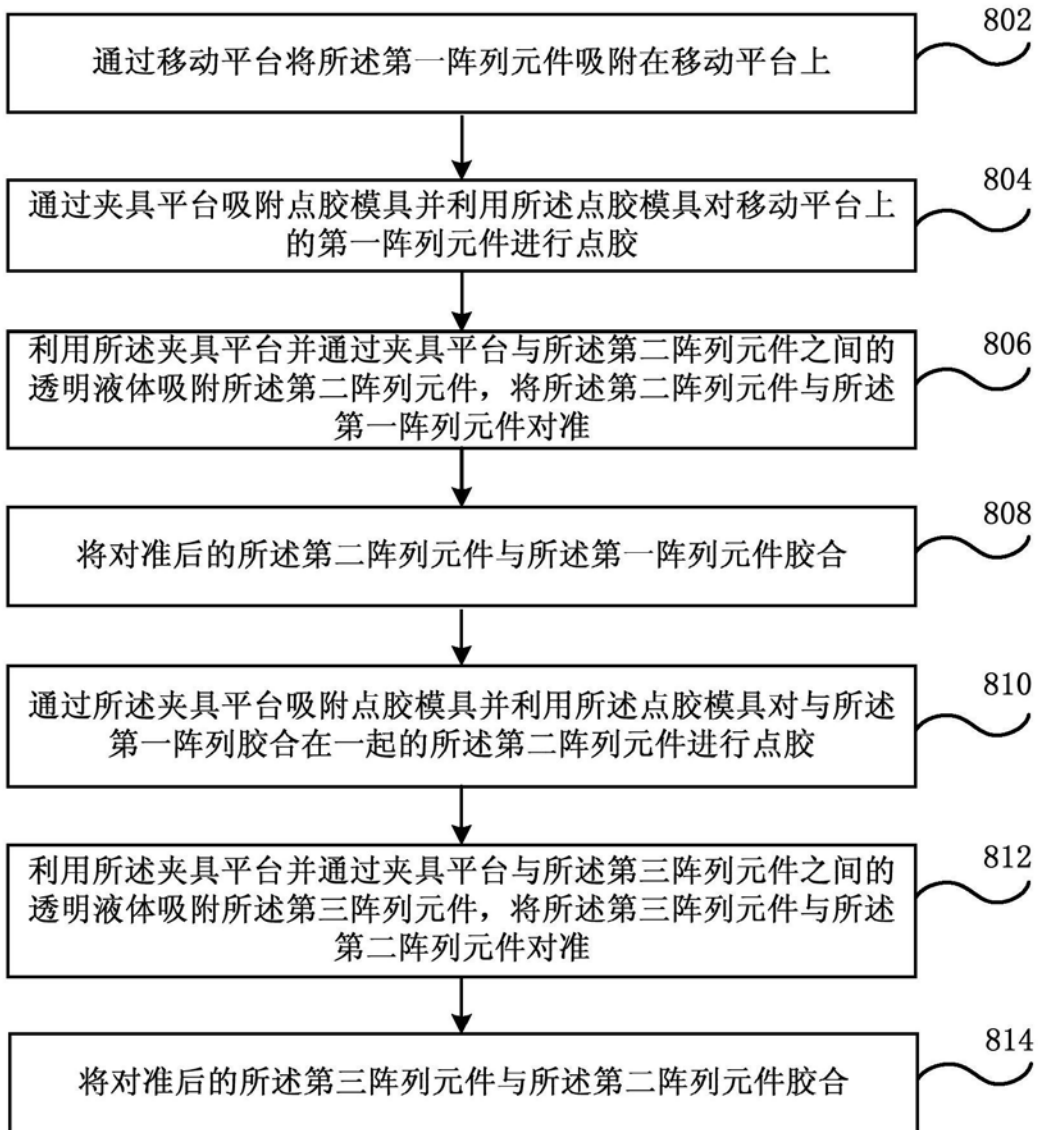 802
通过移动平台将所述第一阵列元件吸附在移动平台上
804
通过夹具平台吸附点胶模具并利用所述点胶模具对移动平台上
的第一阵列元件进行点胶
806
利用所述夹具平台并通过夹具平台与所述第二阵列元件之间的
透明液体吸附所述第二阵列元件，将所述第二阵列元件与所述
第一阵列元件对准
808
将对准后的所述第二阵列元件与所述第一阵列元件胶合
810
通过所述夹具平台吸附点胶模具并利用所述点胶模具对与所述
第一阵列胶合在一起的所述第二阵列元件进行点胶
812
利用所述夹具平台并通过夹具平台与所述第三阵列元件之间的
透明液体吸附所述第三阵列元件，将所述第三阵列元件与所述
第二阵列元件对准
814
将对准后的所述第三阵列元件与所述第二阵列元件胶合